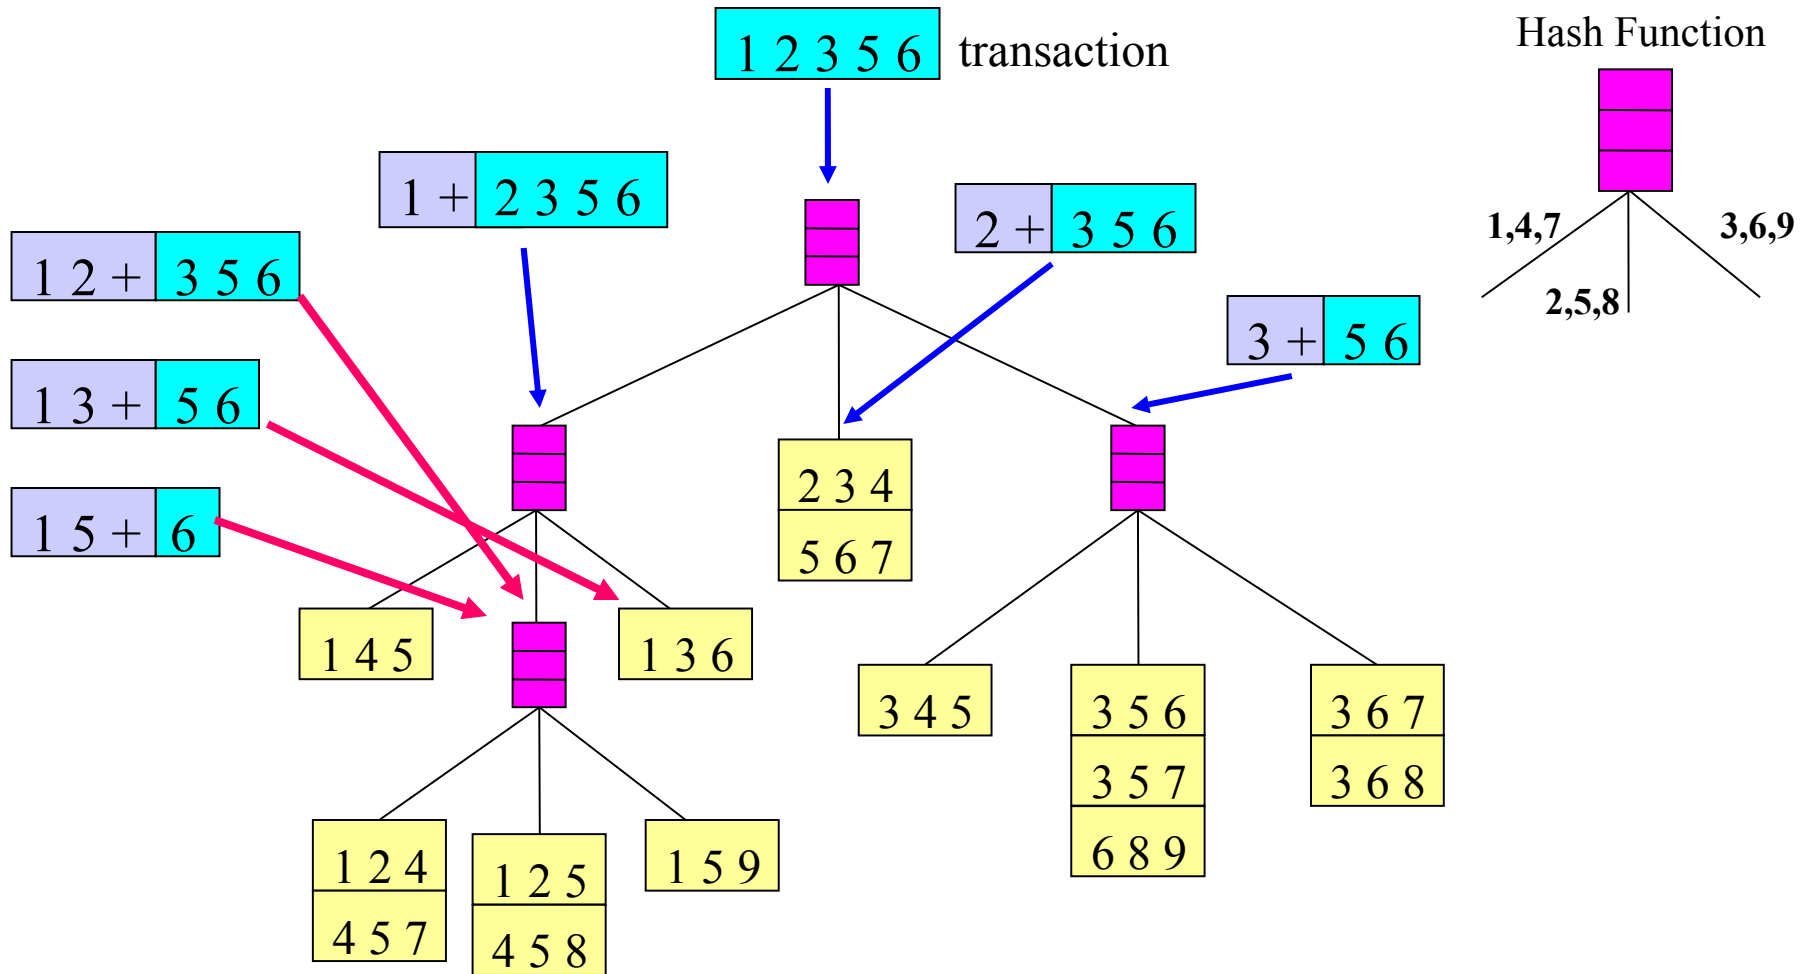 1 2 3 5 6 transaction
Hash Function
1 + 2 3 5 6
2 + 3 5 6
1,4,7
3,6,9
2,5,8
1 2 + 3 5 6
3 + 5 6
1 3 + 5 6
1 5 + 6
2 3 4
5 6 7
1 4 5
1 3 6
3 4 5
3 5 6
3 6 7
3 5 7
3 6 8
6 8 9
1 2 4
1 2 5
1 5 9
4 5 7
4 5 8